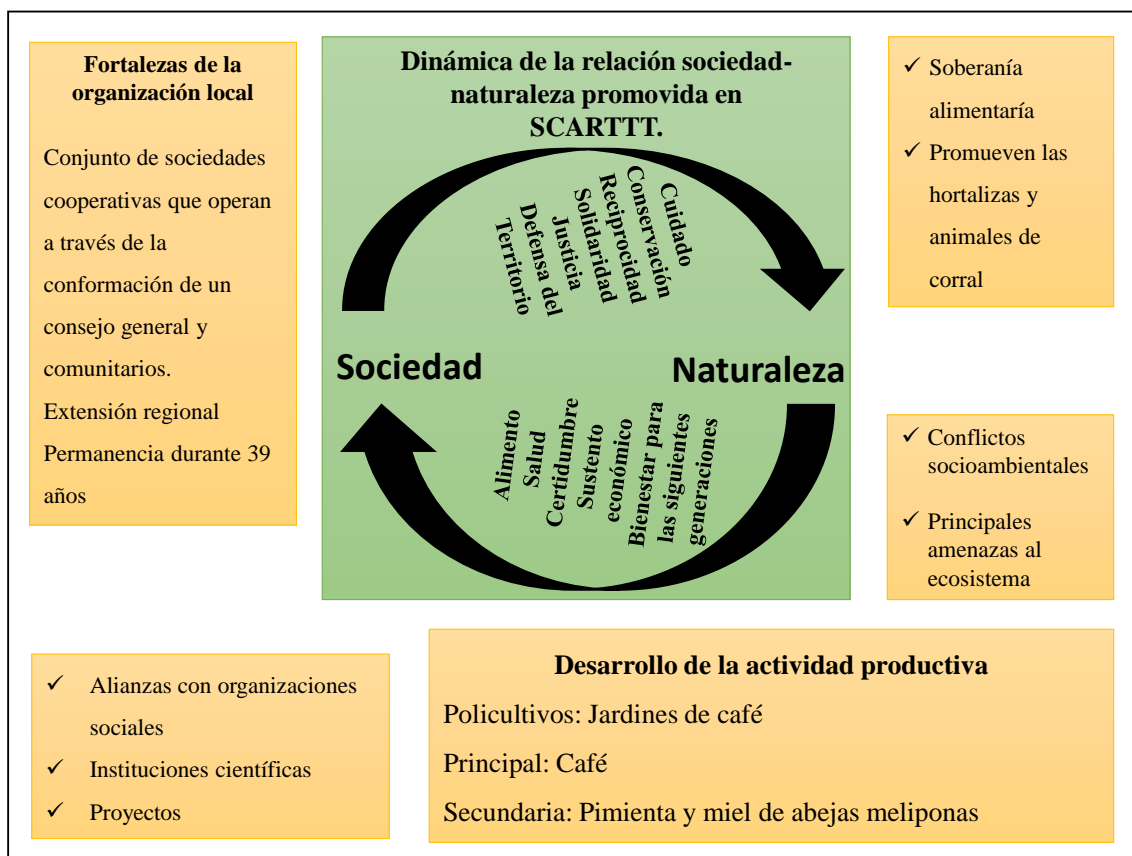 Fortalezas de la
organización local
Conjunto de sociedades
cooperativas que operan
a través de la
conformación de un
consejo general y
comunitarios.
Extensión regional
Permanencia durante 39
años
Dinámica de la relación sociedad-
naturaleza promovida en
SCARTTT.
Cuidado
Conservación
Reciprocidad
Solidaridad
Justicia
Defensa del
Territorio
Sociedad
Naturaleza
Alimento
Salud
Certidumbre
Sustento
económico
Bienestar para
las siguientes
generaciones
✓ Soberanía
alimentaría
✓ Promueven las
hortalizas y
animales de
corral
✓ Conflictos
socioambientales
✓ Principales
amenazas al
ecosistema
✓ Alianzas con organizaciones
sociales
✓ Instituciones científicas
✓ Proyectos
Desarrollo de la actividad productiva
Policultivos: Jardines de café
Principal: Café
Secundaria: Pimienta y miel de abejas meliponas